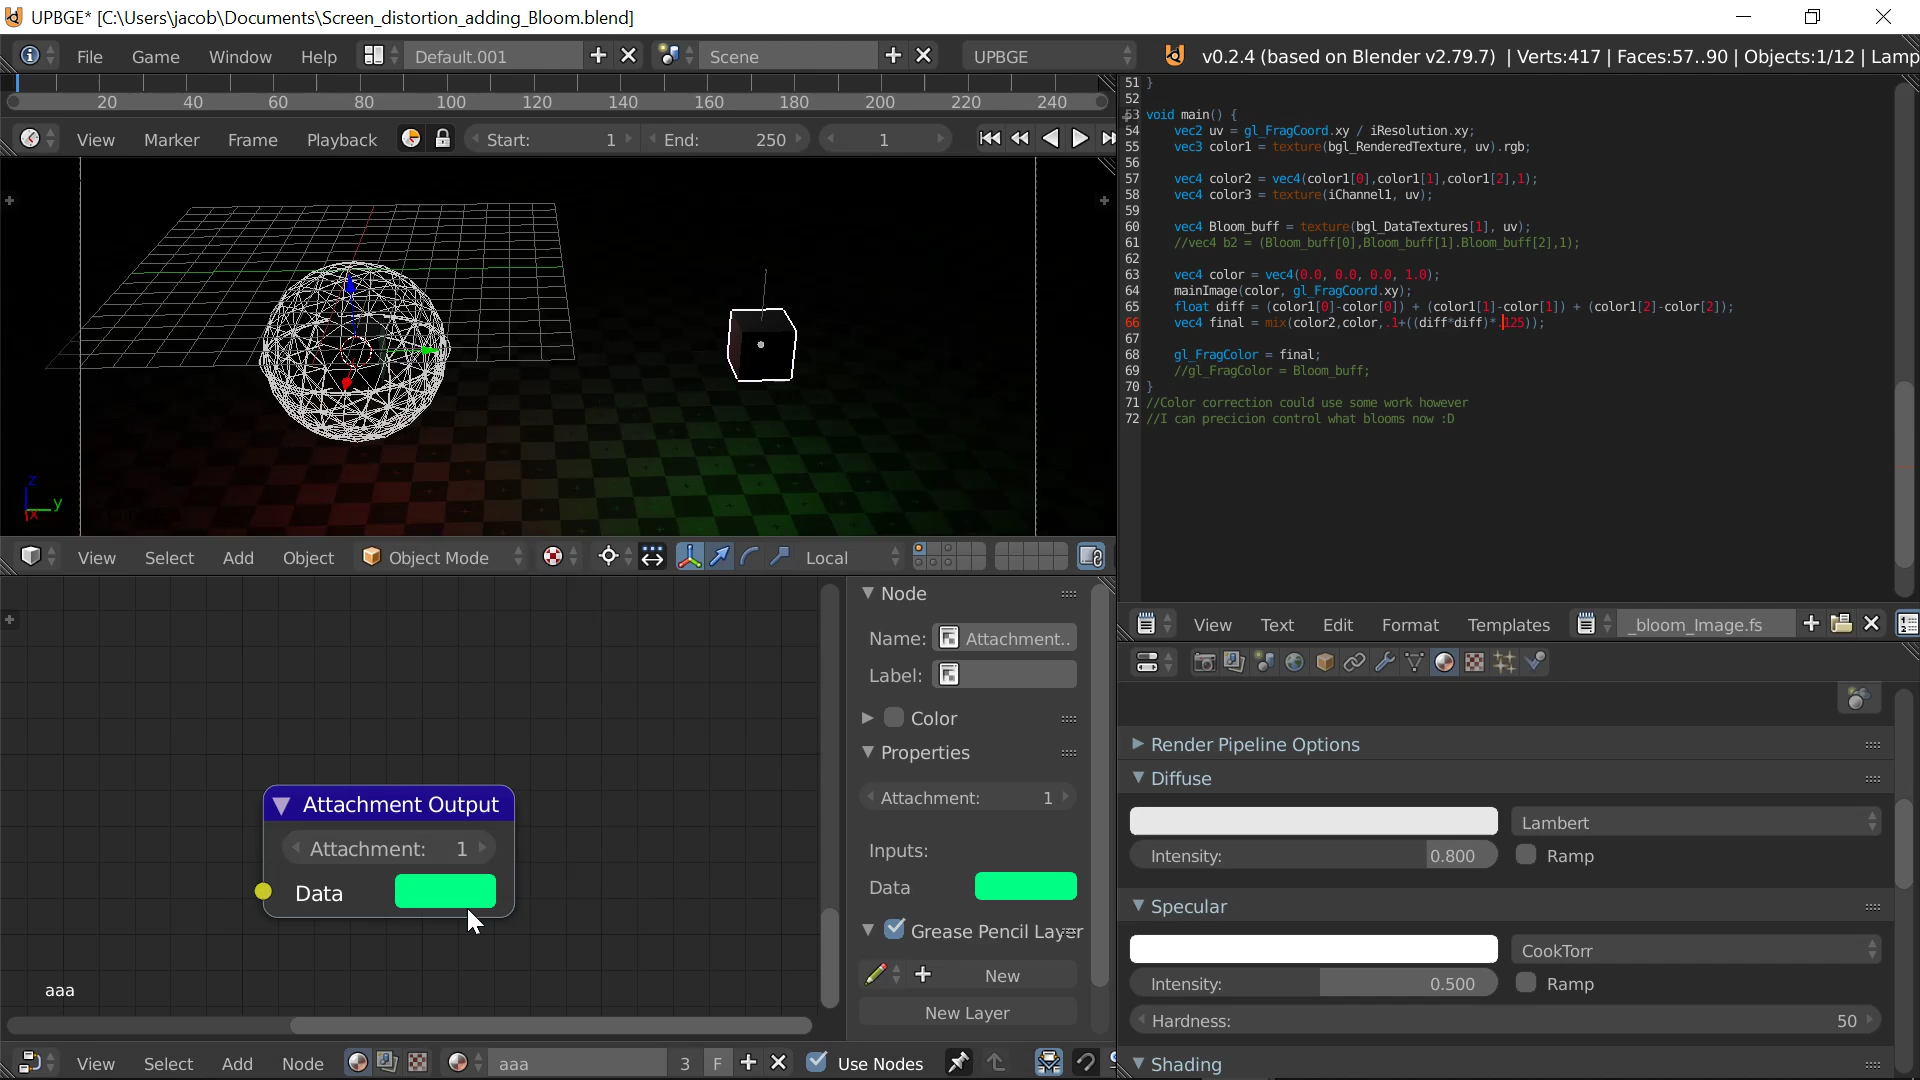 UPBGE* [C:\Users\jacob\Documents\Screen_distortion_adding_Bloom.blend]
File Game Window Help Default.001 Scene UPBGE v0.2.4 (based on Blender v2.79.7) | Verts:417 | Faces:57..90 | Objects:1/12 | Lamp
20 40 60 80 100 120 140 160 180 200 220 240
View Marker Frame Playback Start: 1 End: 250 1
51 }
52
53 void main() {
54 vec2 uv = gl_FragCoord.xy / iResolution.xy;
55 vec3 color1 = texture(bgl_RenderedTexture, uv).rgb;
56
57 vec4 color2 = vec4(color1[0],color1[1],color1[2],1);
58 vec4 color3 = texture(iChannel1, uv);
59
60 vec4 Bloom_buff = texture(bgl_DataTextures[1], uv);
61 //vec4 b2 = (Bloom_buff[0],Bloom_buff[1].Bloom_buff[2],1);
62
63 vec4 color = vec4(0.0, 0.0, 0.0, 1.0);
64 mainImage(color, gl_FragCoord.xy);
65 float diff = (color1[0]-color[0]) + (color1[1]-color[1]) + (color1[2]-color[2]);
66 vec4 final = mix(color2,color,.1+((diff*diff)*.125));
67
68 gl_FragColor = final;
69 //gl_FragColor = Bloom_buff;
70 }
71 //Color correction could use some work however
72 //I can precicion control what blooms now :D
z
y
x
View Select Add Object Object Mode Local
View Text Edit Format Templates _bloom_Image.fs
Node
Name: Attachment..
Label:
Color
Properties
Attachment: 1
Inputs:
Data
Grease Pencil Layer
New
New Layer
Attachment Output
Attachment: 1
Data
aaa
View Select Add Node aaa 3 F Use Nodes
Render Pipeline Options
Diffuse
Lambert
Intensity: 0.800 Ramp
Specular
CookTorr
Intensity: 0.500 Ramp
Hardness: 50
Shading